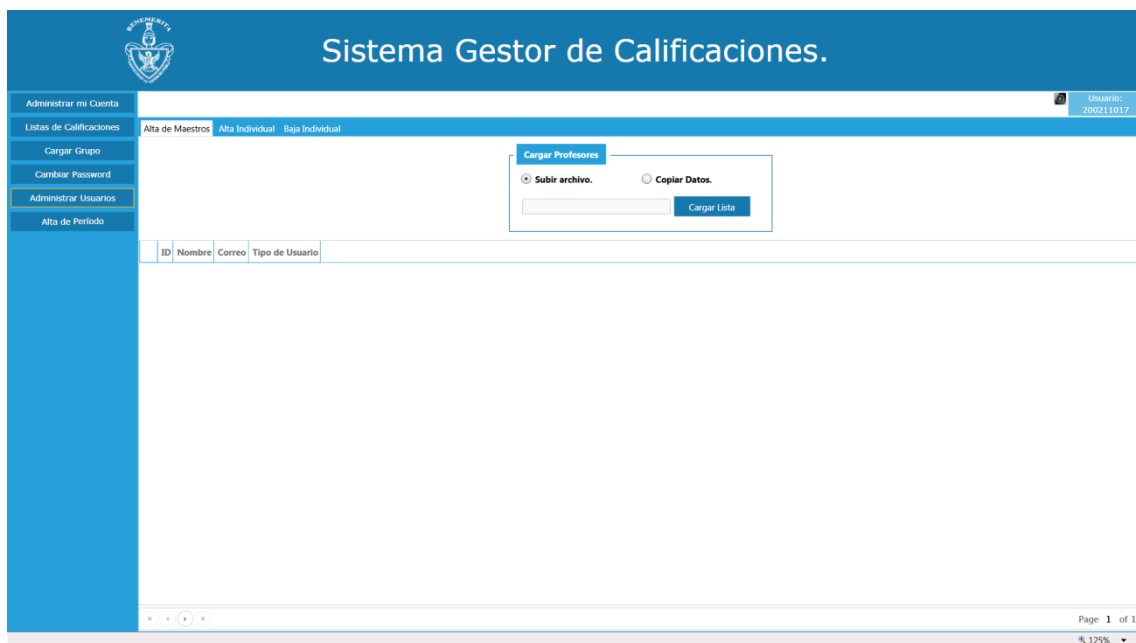 BENEMERITA
Sistema Gestor de Calificaciones.
Administrar mi Cuenta
Listas de Calificaciones
Cargar Grupo
Cambiar Password
Administrar Usuarios
Alta de Período
Usuario:
200211017
Alta de Maestros Alta Individual Baja Individual
Cargar Profesores
Subir archivo. Copiar Datos.
Cargar Lista
ID Nombre Correo Tipo de Usuario
Page 1 of 1
125%